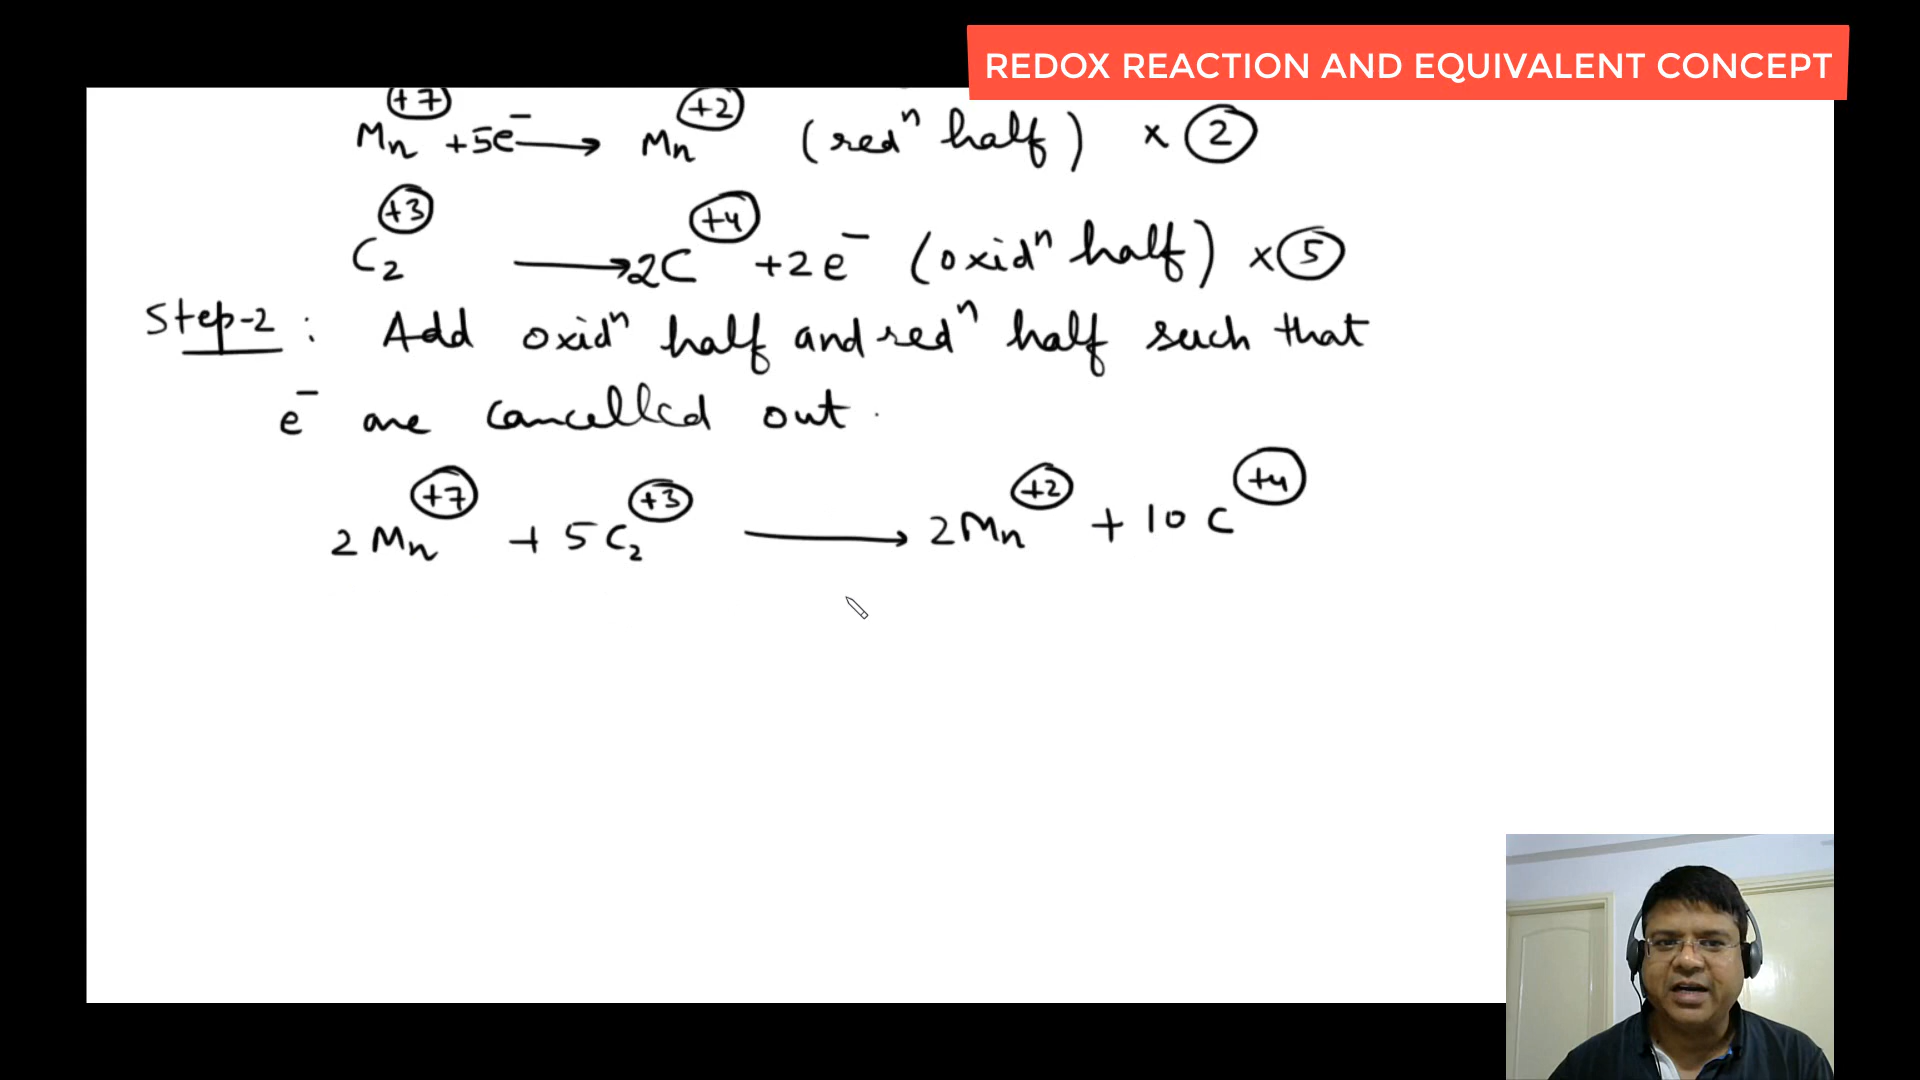 REDOX REACTION AND EQUIVALENT CONCEPT
Mn⁺⁷ + 5e⁻ ⟶ Mn⁺² (redⁿ half) × 2
C₂⁺³ ⟶ 2C⁺⁴ + 2e⁻ (oxidⁿ half) × 5
Step-2 : Add oxidⁿ half and redⁿ half such that
e⁻ are cancelled out .
2Mn⁺⁷ + 5C₂⁺³ ⟶ 2Mn⁺² + 10C⁺⁴